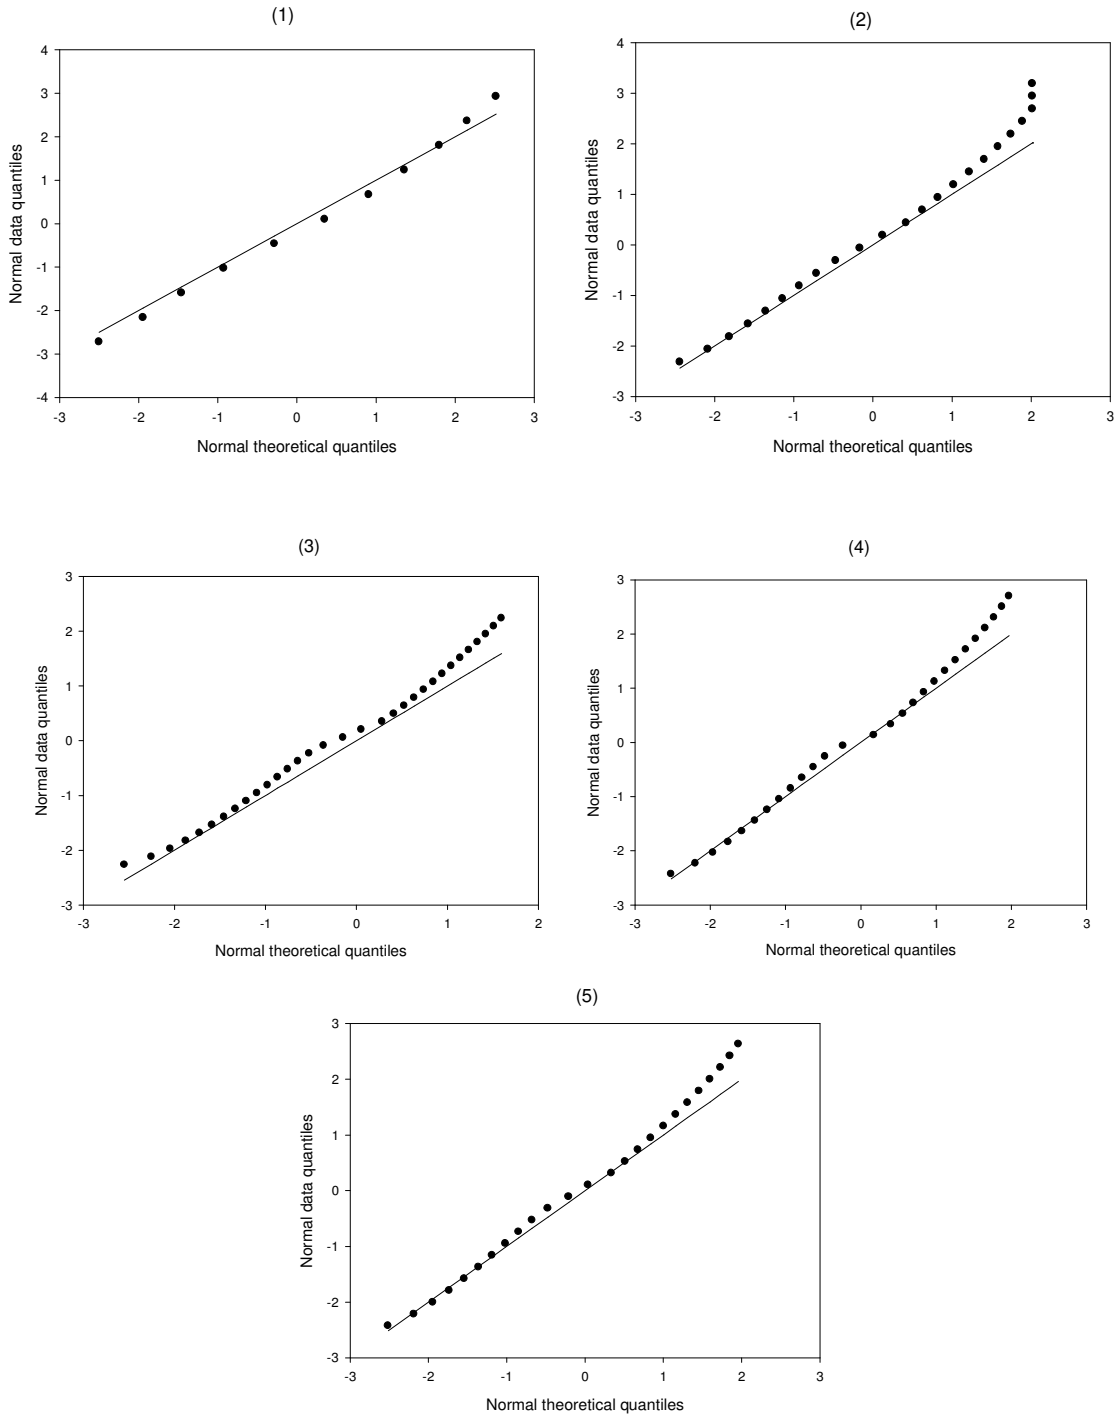 (1)
4
3
2
1
0
-1
-2
-3
-4
-3 -2 -1 0 1 2 3
Normal data quantiles
Normal theoretical quantiles
(2)
4
3
2
1
0
-1
-2
-3
-3 -2 -1 0 1 2 3
Normal data quantiles
Normal theoretical quantiles
(3)
3
2
1
0
-1
-2
-3
-3 -2 -1 0 1 2
Normal data quantiles
Normal theoretical quantiles
(4)
3
2
1
0
-1
-2
-3
-3 -2 -1 0 1 2 3
Normal data quantiles
Normal theoretical quantiles
(5)
3
2
1
0
-1
-2
-3
-3 -2 -1 0 1 2 3
Normal data quantiles
Normal theoretical quantiles